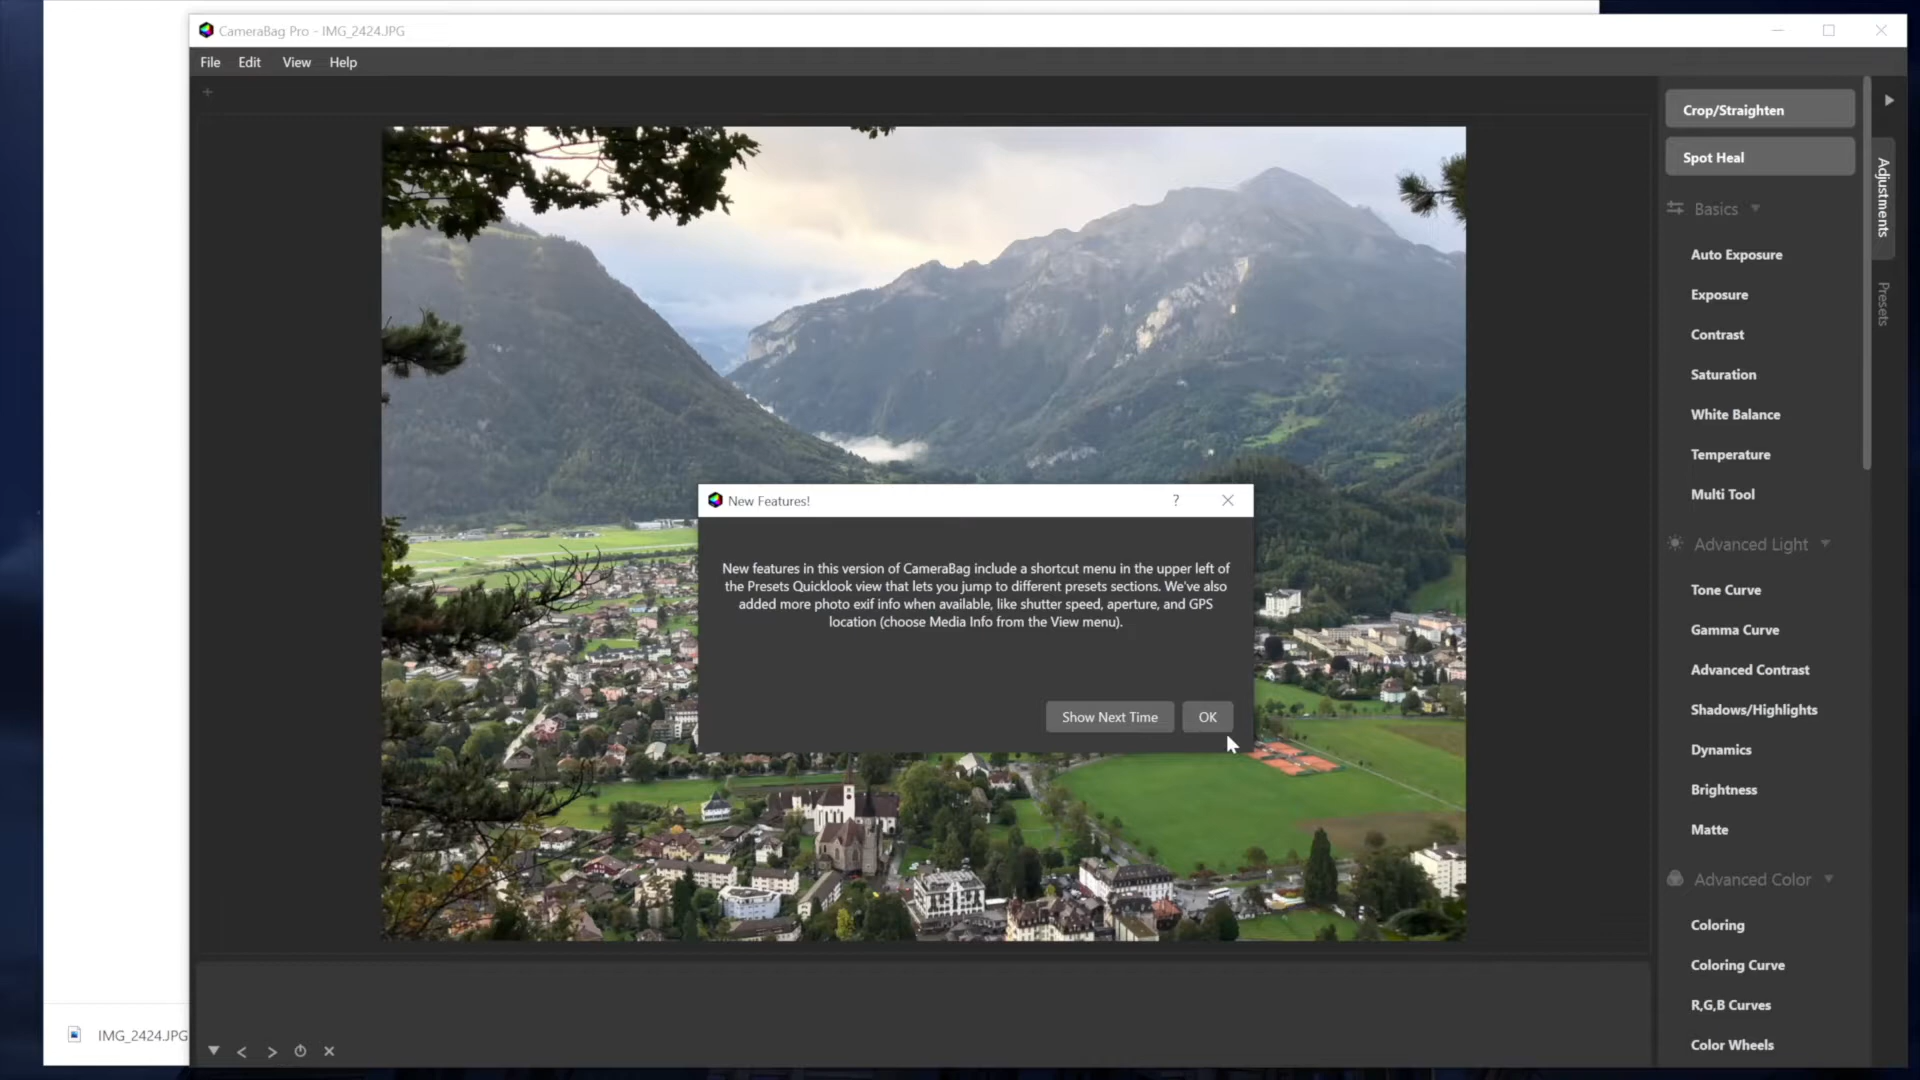 CameraBag Pro - IMG_2424.JPG
File Edit View Help
+
Crop/Straighten
Spot Heal
Basics
Auto Exposure
Exposure
Contrast
Saturation
White Balance
Temperature
Multi Tool
Advanced Light
Tone Curve
Gamma Curve
Advanced Contrast
Shadows/Highlights
Dynamics
Brightness
Matte
Advanced Color
Coloring
Coloring Curve
R,G,B Curves
Color Wheels
Adjustments
Presets
New Features!
?
New features in this version of CameraBag include a shortcut menu in the upper left of
the Presets Quicklook view that lets you jump to different presets sections. We've also
added more photo exif info when available, like shutter speed, aperture, and GPS
location (choose Media Info from the View menu).
Show Next Time
OK
IMG_2424.JPG